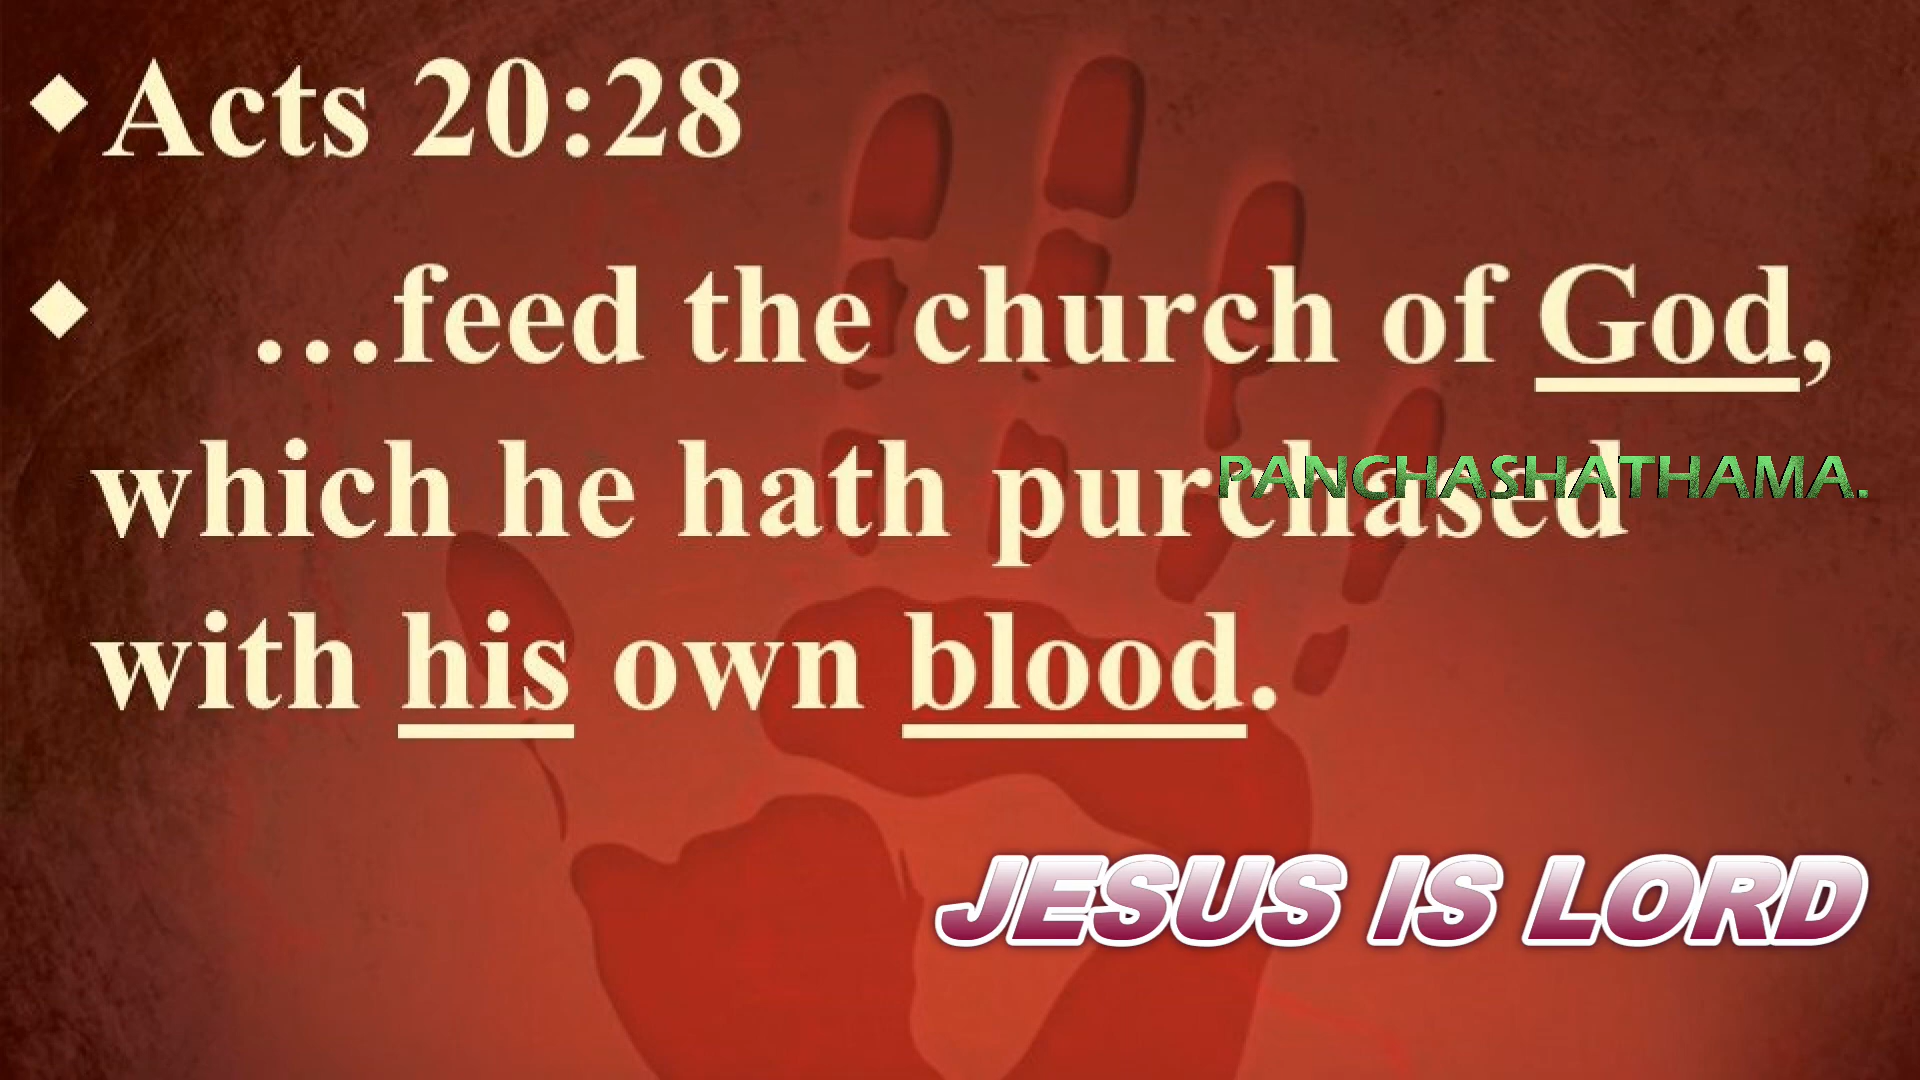 Acts 20:28
…feed the church of God,
which he hath purchased
PANCHASHATHAMA.
with his own blood.
JESUS IS LORD